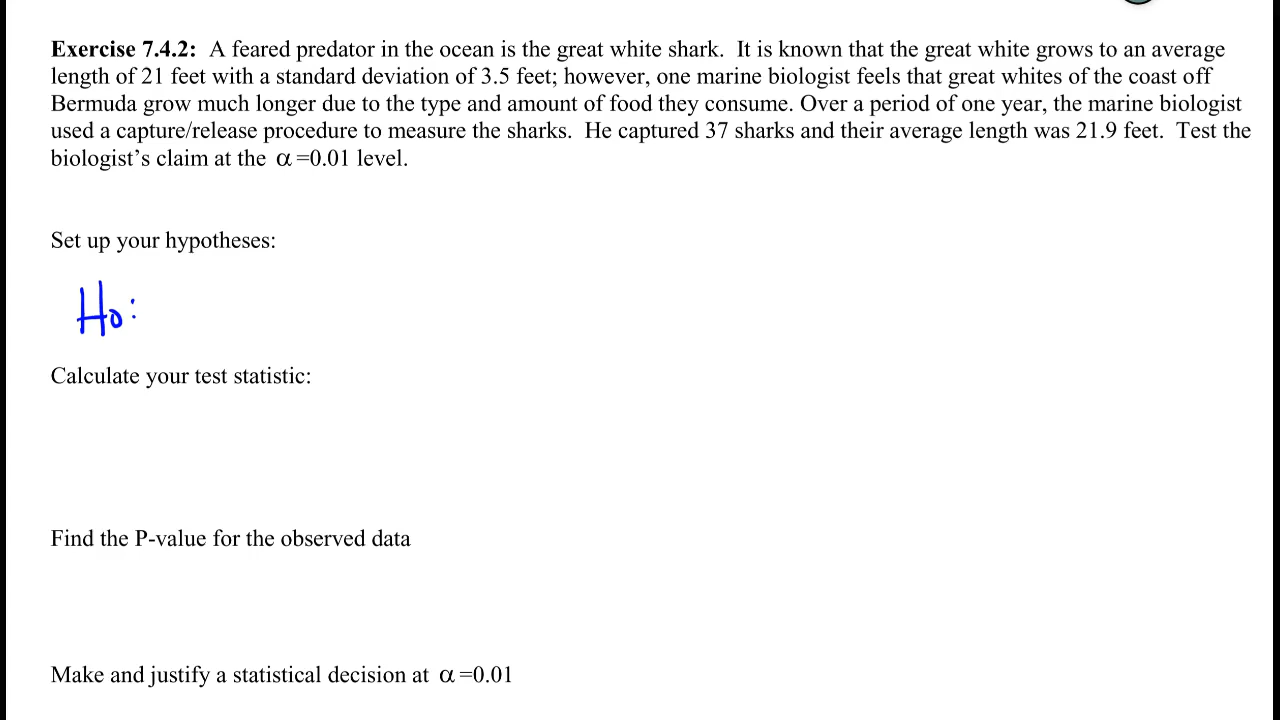 Exercise 7.4.2: A feared predator in the ocean is the great white shark. It is known that the great white grows to an average
length of 21 feet with a standard deviation of 3.5 feet; however, one marine biologist feels that great whites of the coast off
Bermuda grow much longer due to the type and amount of food they consume. Over a period of one year, the marine biologist
used a capture/release procedure to measure the sharks. He captured 37 sharks and their average length was 21.9 feet. Test the
biologist's claim at the α=0.01 level.
Set up your hypotheses:
Ho:
Calculate your test statistic:
Find the P-value for the observed data
Make and justify a statistical decision at α=0.01